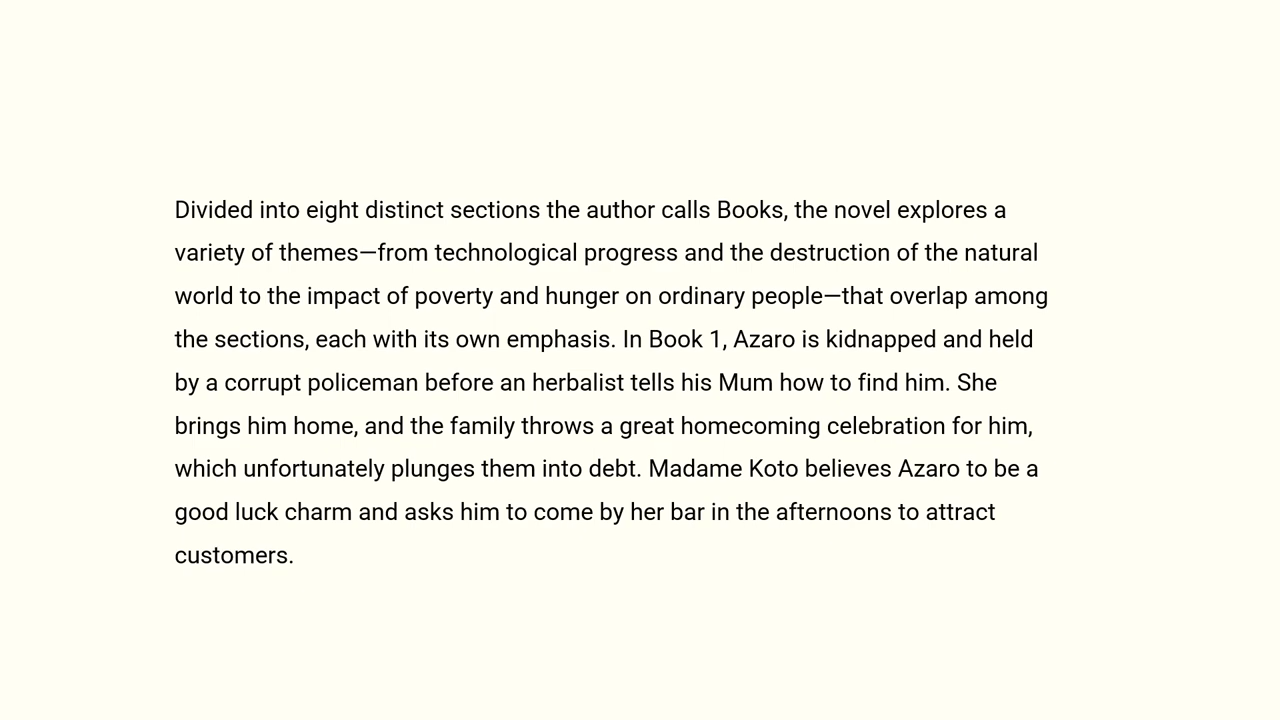 Divided into eight distinct sections the author calls Books, the novel explores a
variety of themes—from technological progress and the destruction of the natural
world to the impact of poverty and hunger on ordinary people—that overlap among
the sections, each with its own emphasis. In Book 1, Azaro is kidnapped and held
by a corrupt policeman before an herbalist tells his Mum how to find him. She
brings him home, and the family throws a great homecoming celebration for him,
which unfortunately plunges them into debt. Madame Koto believes Azaro to be a
good luck charm and asks him to come by her bar in the afternoons to attract
customers.